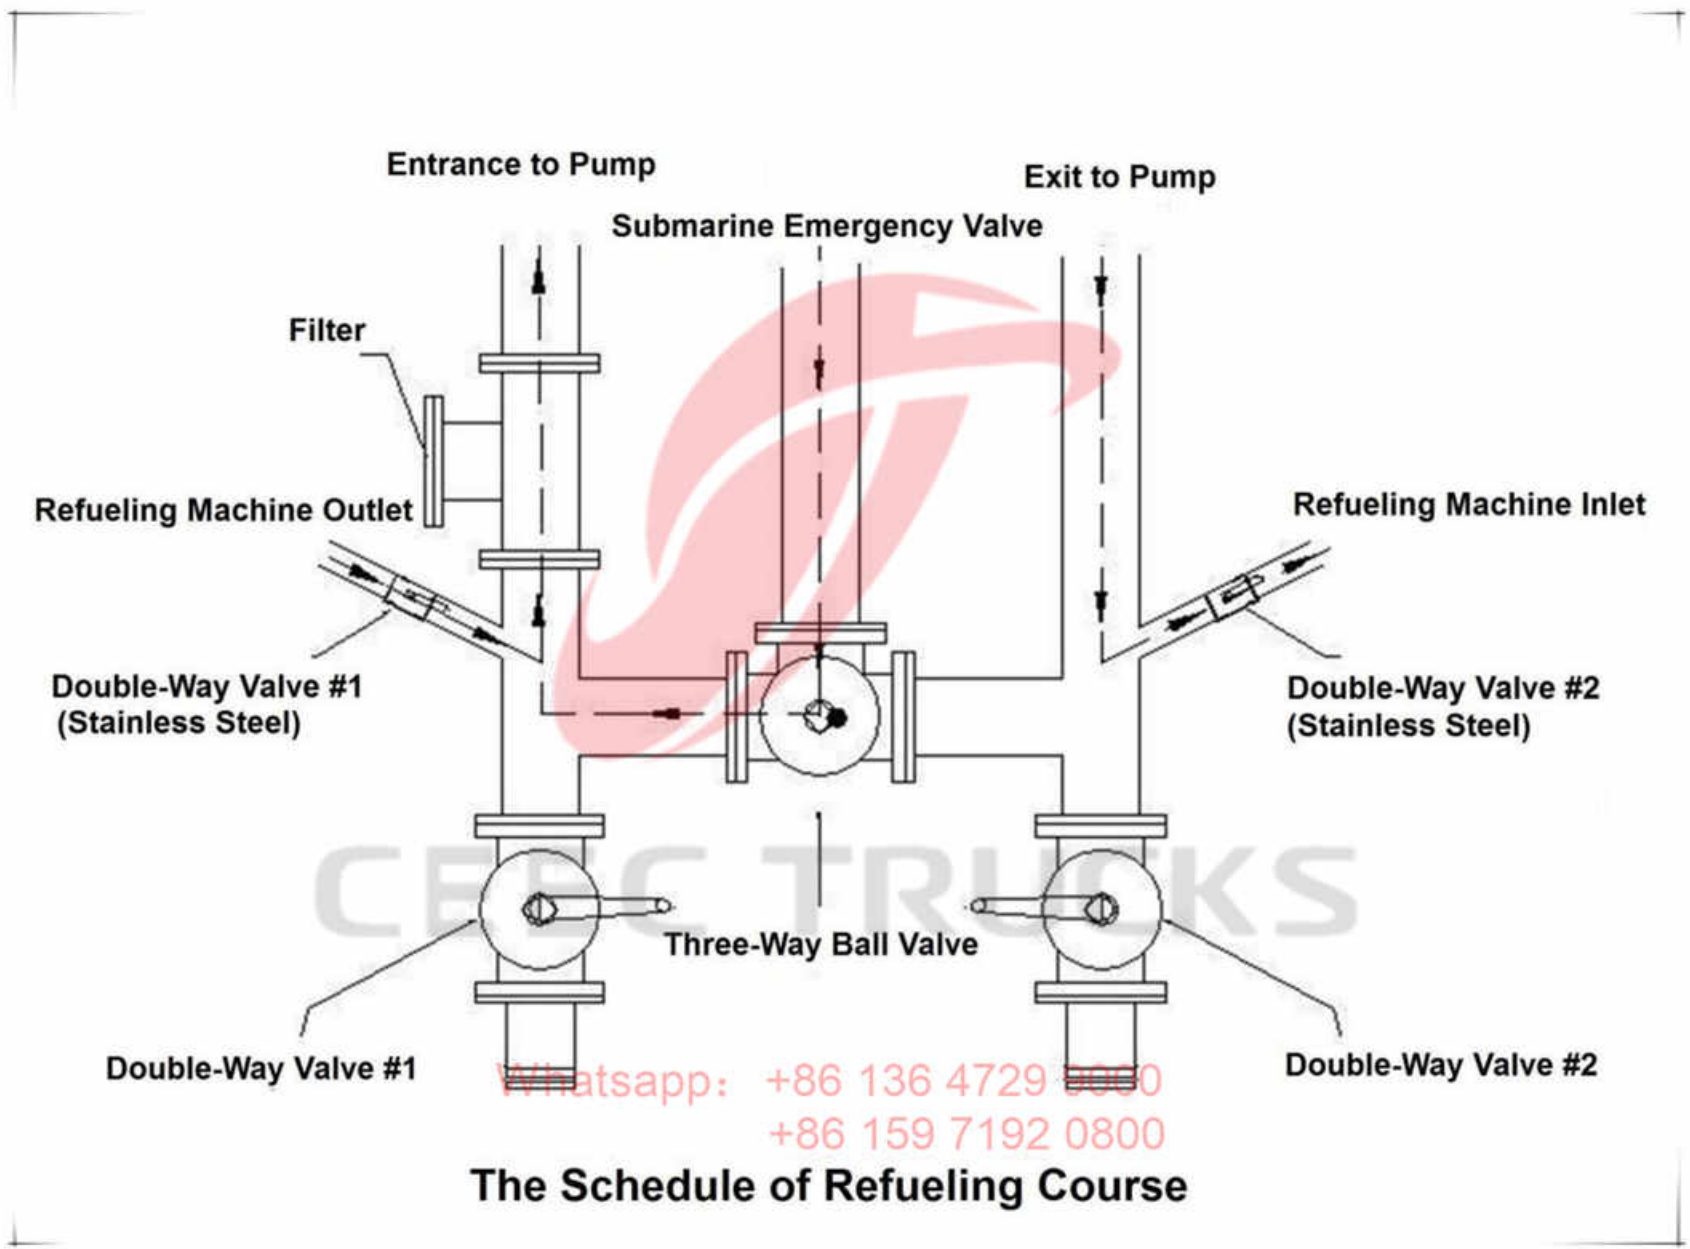 Entrance to Pump
Exit to Pump
Submarine Emergency Valve
Filter
Refueling Machine Outlet
Refueling Machine Inlet
Double-Way Valve #1
(Stainless Steel)
Double-Way Valve #2
(Stainless Steel)
CEEC TRUCKS
Three-Way Ball Valve
Double-Way Valve #1
Double-Way Valve #2
Whatsapp: +86 136 4729 9000
+86 159 7192 0800
The Schedule of Refueling Course